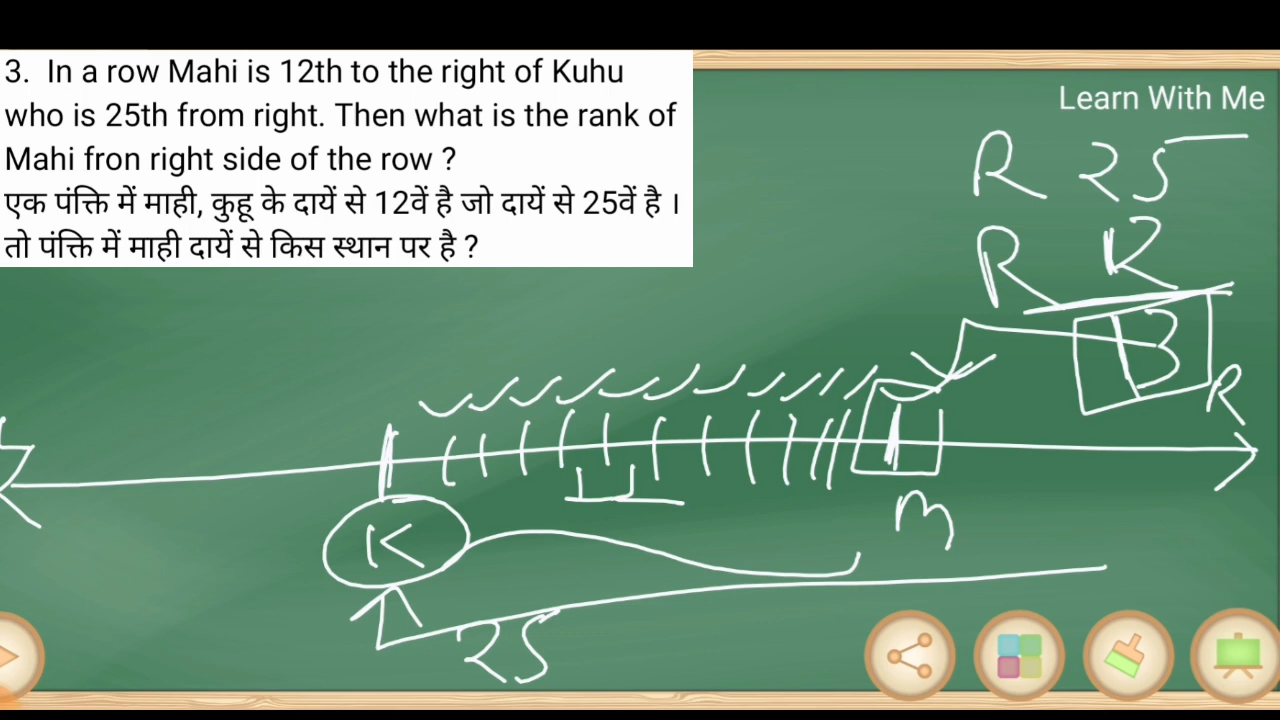 3. In a row Mahi is 12th to the right of Kuhu
who is 25th from right. Then what is the rank of
Mahi fron right side of the row ?
एक पंक्ति में माही, कुहू के दायें से 12वें है जो दायें से 25वें है ।
तो पंक्ति में माही दायें से किस स्थान पर है ?
Learn With Me
R 25
R 12
13
R
K
M
25